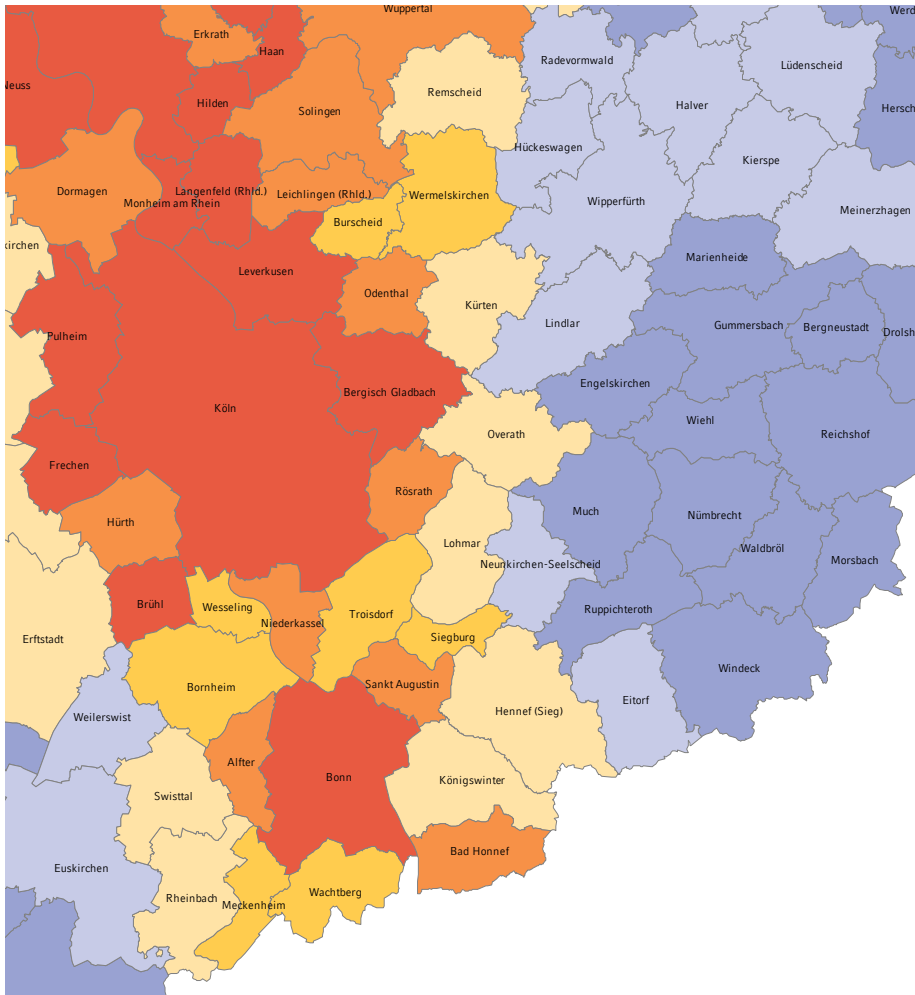 Wuppertal
Werd
Erkrath
Haan
Radevormwald
Lüdenscheid
Neuss
Remscheid
Hilden
Halver
Hersch
Solingen
Hückeswagen
Kierspe
Dormagen
Langenfeld (Rhld.)
Leichlingen (Rhld.)
Wermelskirchen
Monheim am Rhein
Wipperfürth
Meinerzhagen
Burscheid
kirchen
Marienheide
Leverkusen
Odenthal
Kürten
Lindlar
Gummersbach
Bergneustadt
Drolsh
Pulheim
Engelskirchen
Bergisch Gladbach
Köln
Wiehl
Overath
Reichshof
Frechen
Rösrath
Much
Nümbrecht
Hürth
Lohmar
Waldbröl
Neunkirchen-Seelscheid
Morsbach
Brühl
Wesseling
Ruppichteroth
Troisdorf
Niederkassel
Erftstadt
Siegburg
Windeck
Sankt Augustin
Bornheim
Eitorf
Hennef (Sieg)
Weilerswist
Alfter
Bonn
Königswinter
Swisttal
Bad Honnef
Euskirchen
Wachtberg
Rheinbach
Meckenheim